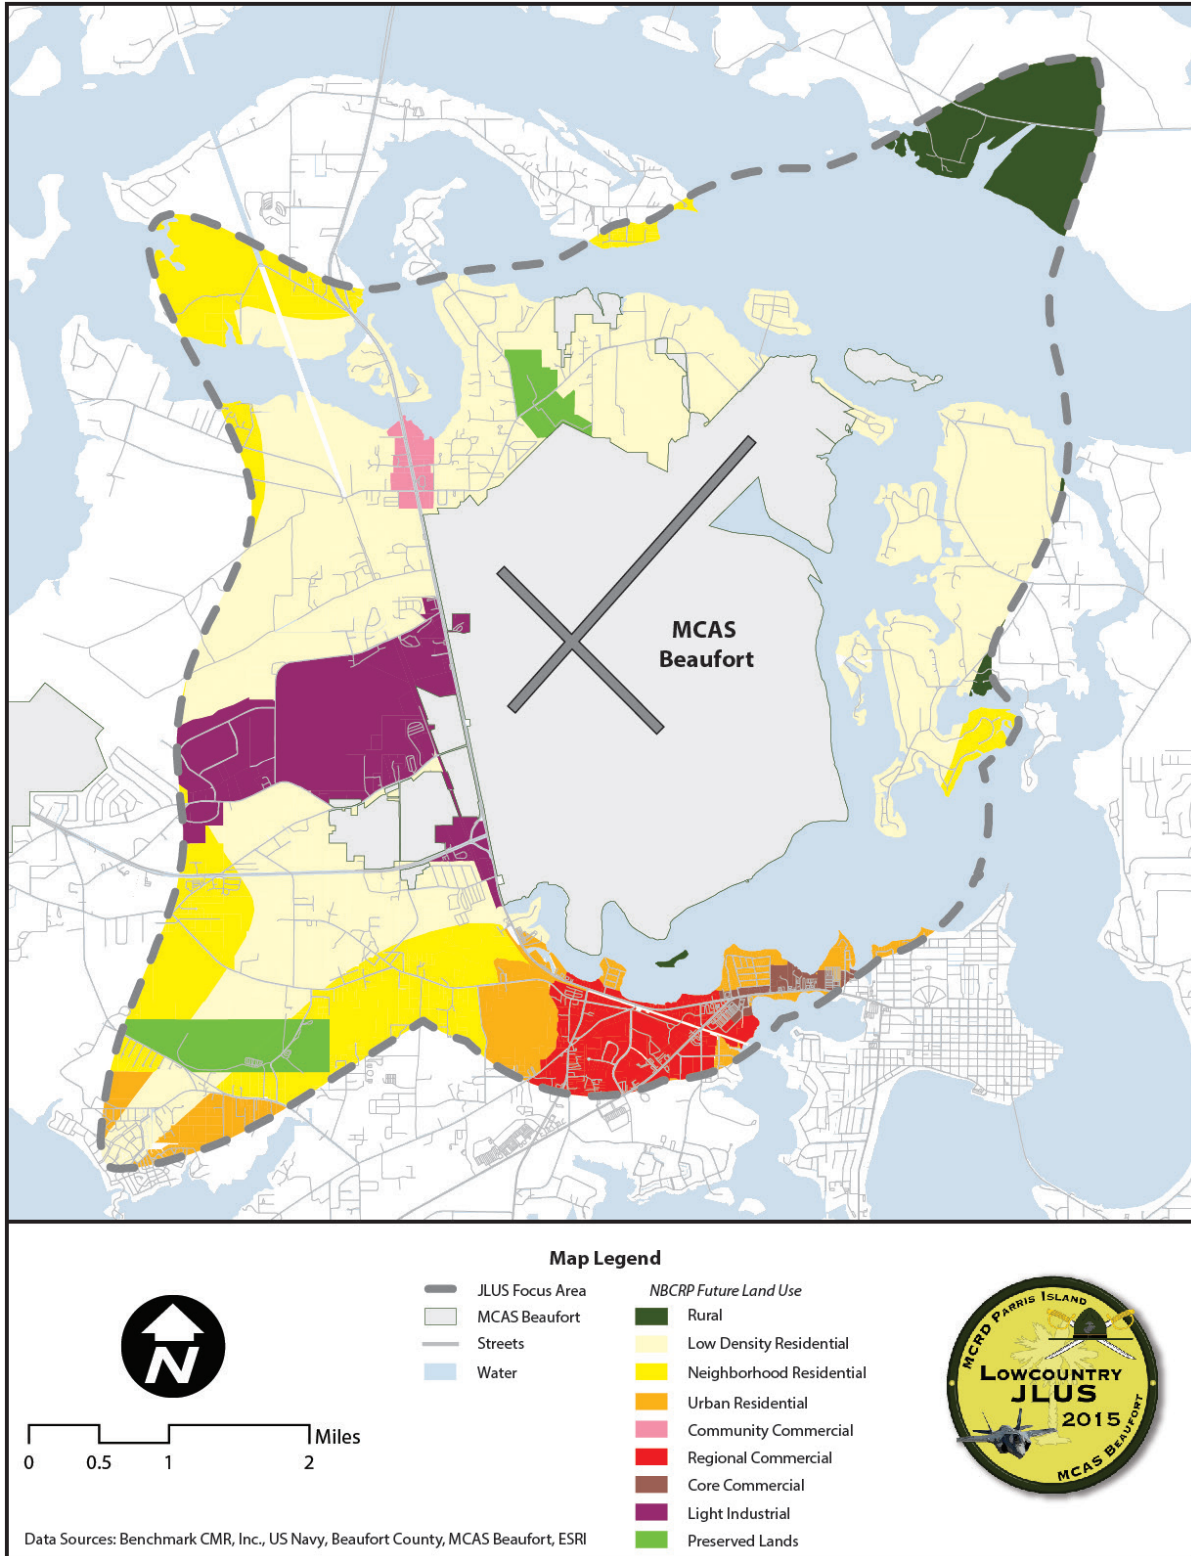 MCAS
Beaufort
Map Legend
JLUS Focus Area
MCAS Beaufort
Streets
Water
NBCRP Future Land Use
Rural
Low Density Residential
Neighborhood Residential
Urban Residential
Community Commercial
Regional Commercial
Core Commercial
Light Industrial
Preserved Lands
N
Miles
0 0.5 1 2
MCRD PARRIS ISLAND
LOWCOUNTRY
JLUS
2015
MCAS BEAUFORT
Data Sources: Benchmark CMR, Inc., US Navy, Beaufort County, MCAS Beaufort, ESRI